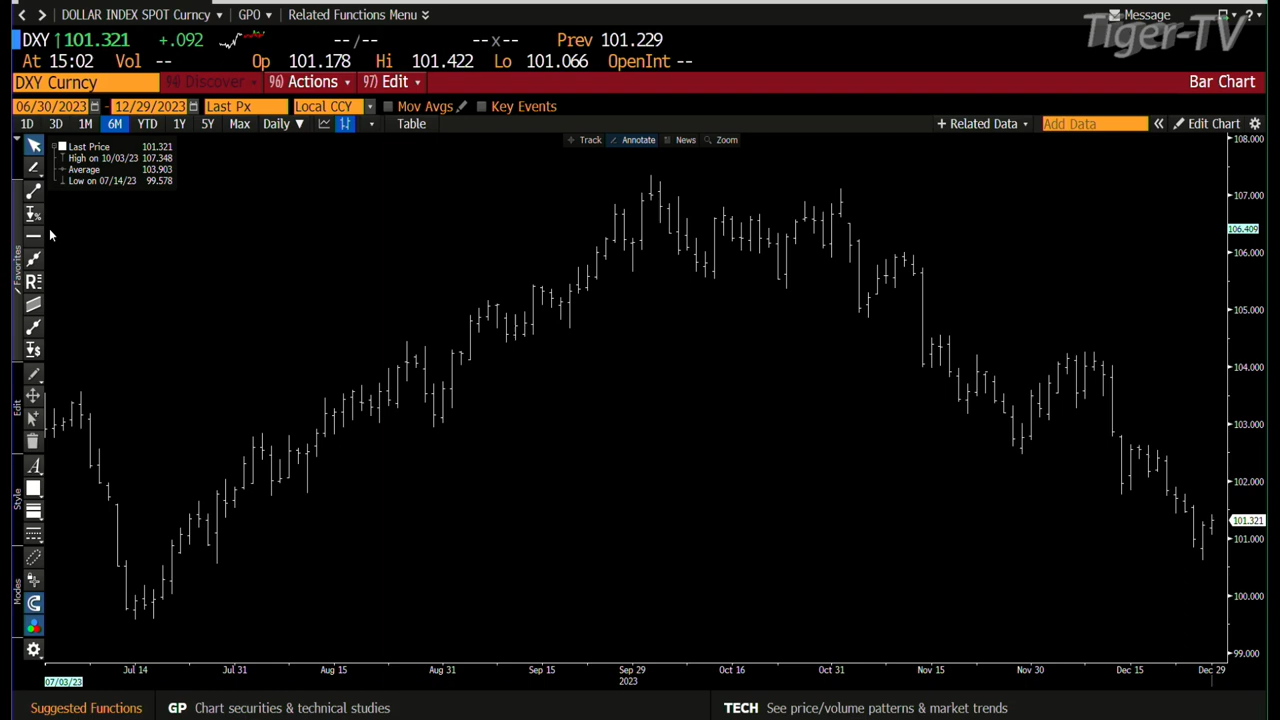 DOLLAR INDEX SPOT Curncy GPO Related Functions Menu Message ?
Tiger-TV
DXY ↑101.321 +.092 --/-- --x-- Prev 101.229
At 15:02 Vol -- Op 101.178 Hi 101.422 Lo 101.066 OpenInt --
DXY Curncy 94) Discover 96) Actions 97) Edit Bar Chart
06/30/2023 - 12/29/2023 Last Px Local CCY Mov Avgs Key Events
1D 3D 1M 6M YTD 1Y 5Y Max Daily ▼ Table + Related Data Add Data « Edit Chart
Track Annotate News Zoom
Last Price 101.321
High on 10/03/23 107.348
Average 103.903
Low on 07/14/23 99.578
Favorites
Edit
Style
Modes
108.000
107.000
106.409
106.000
105.000
104.000
103.000
102.000
101.321
101.000
100.000
99.000
Jul 14 Jul 31 Aug 15 Aug 31 Sep 15 Sep 29 Oct 16 Oct 31 Nov 15 Nov 30 Dec 15 Dec 29
07/03/23 2023
Suggested Functions GP Chart securities & technical studies TECH See price/volume patterns & market trends